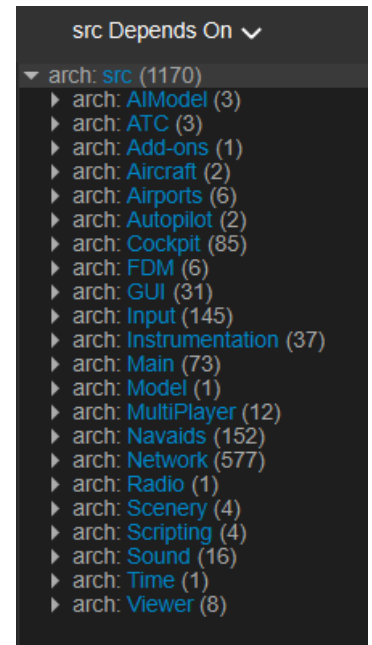 src Depends On
arch: src (1170)
arch: AIModel (3)
arch: ATC (3)
arch: Add-ons (1)
arch: Aircraft (2)
arch: Airports (6)
arch: Autopilot (2)
arch: Cockpit (85)
arch: FDM (6)
arch: GUI (31)
arch: Input (145)
arch: Instrumentation (37)
arch: Main (73)
arch: Model (1)
arch: MultiPlayer (12)
arch: Navaids (152)
arch: Network (577)
arch: Radio (1)
arch: Scenery (4)
arch: Scripting (4)
arch: Sound (16)
arch: Time (1)
arch: Viewer (8)